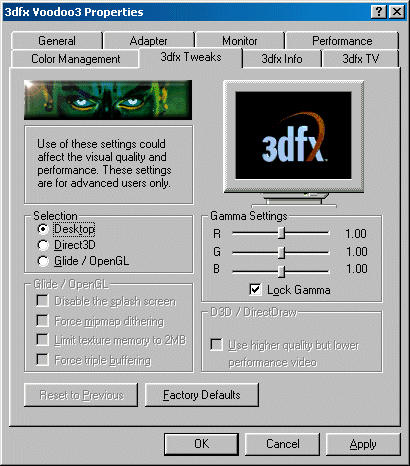 3dfx Voodoo3 Properties
General Adapter Monitor Performance
Color Management 3dfx Tweaks 3dfx Info 3dfx TV
Use of these settings could
affect the visual quality and
performance. These settings
are for advanced users only.
3dfx
Selection
Desktop
Direct3D
Glide / OpenGL
Gamma Settings
R 1.00
G 1.00
B 1.00
Lock Gamma
Glide / OpenGL
Disable the splash screen
Force mipmap dithering
Limit texture memory to 2MB
Force triple buffering
D3D / DirectDraw
Use higher quality but lower
performance video
Reset to Previous Factory Defaults
OK Cancel Apply